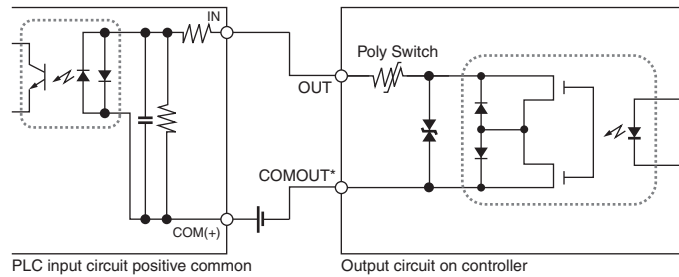 IN
Poly Switch
OUT
COMOUT*
COM(+)
PLC input circuit positive common
Output circuit on controller